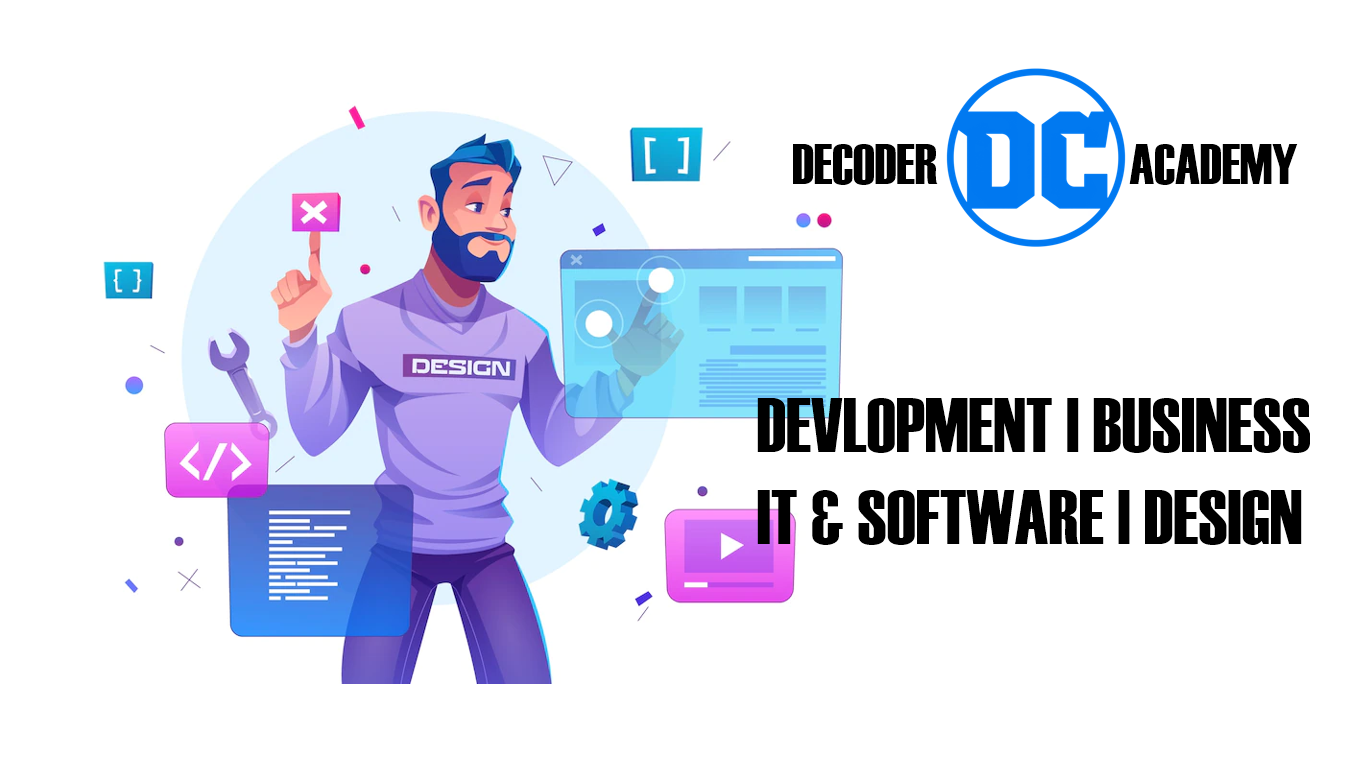 DECODER DC ACADEMY
[ ]
{ }
DESIGN
DEVLOPMENT | BUSINESS
</>
IT & SOFTWARE | DESIGN